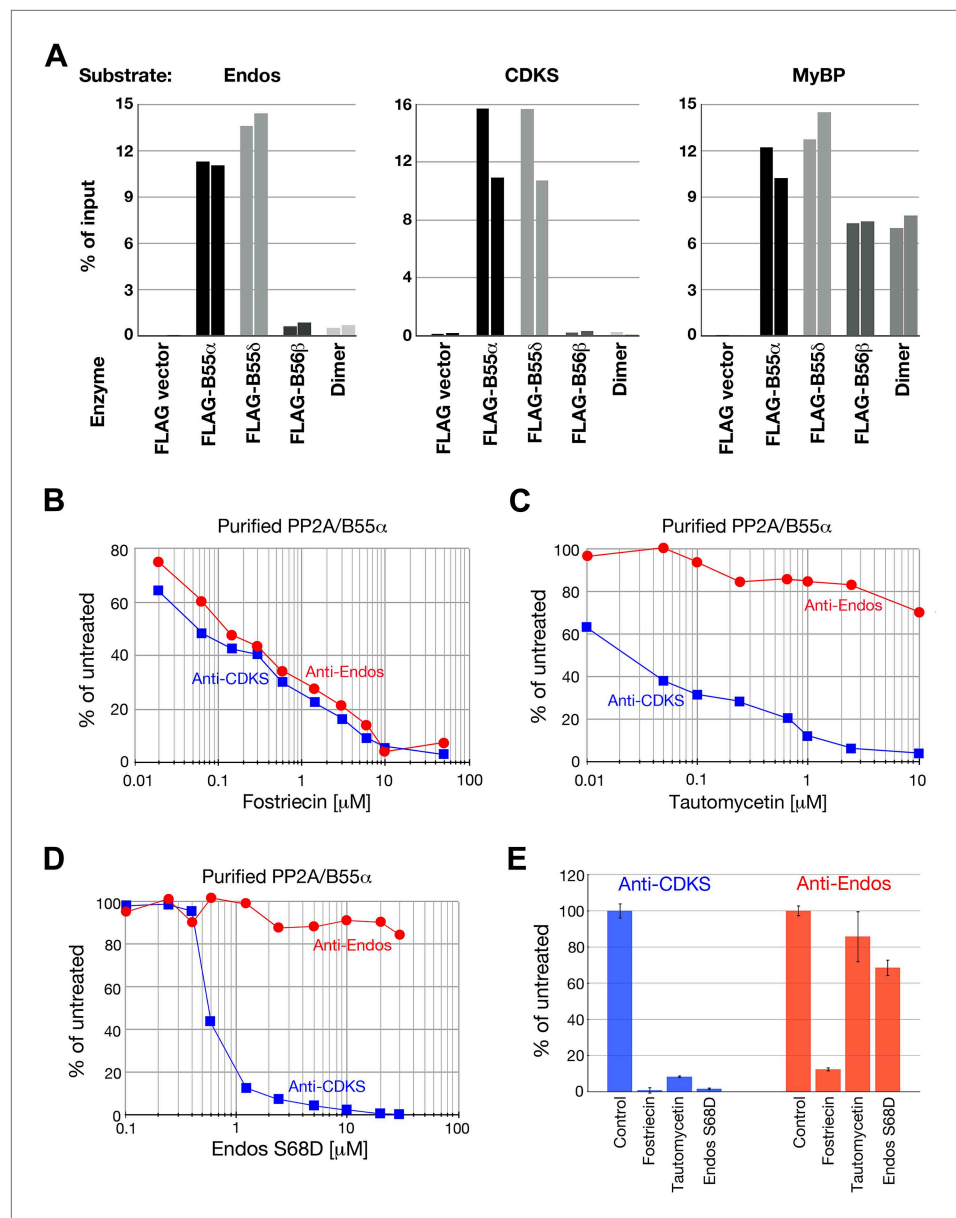 A
Substrate: Endos CDKS MyBP
15 16 15
12 12 12
9 9
8
6 6
4
3 3
0 0 0
% of input
Enzyme
FLAG vector
FLAG-B55α
FLAG-B55δ
FLAG-B56β
Dimer
FLAG vector
FLAG-B55α
FLAG-B55δ
FLAG-B56β
Dimer
FLAG vector
FLAG-B55α
FLAG-B55δ
FLAG-B56β
Dimer
B
Purified PP2A/B55α
80
60
40
20
0
% of untreated
Anti-CDKS
Anti-Endos
0.01 0.1 1 10 100
Fostriecin [μM]
C
Purified PP2A/B55α
100
80
60
40
20
0
% of untreated
Anti-Endos
Anti-CDKS
0.01 0.1 1 10
Tautomycetin [μM]
D
Purified PP2A/B55α
100
80
60
40
20
0
% of untreated
Anti-Endos
Anti-CDKS
0.1 1 10 100
Endos S68D [μM]
E
120
100
80
60
40
20
0
% of untreated
Anti-CDKS Anti-Endos
Control
Fostriecin
Tautomycetin
Endos S68D
Control
Fostriecin
Tautomycetin
Endos S68D